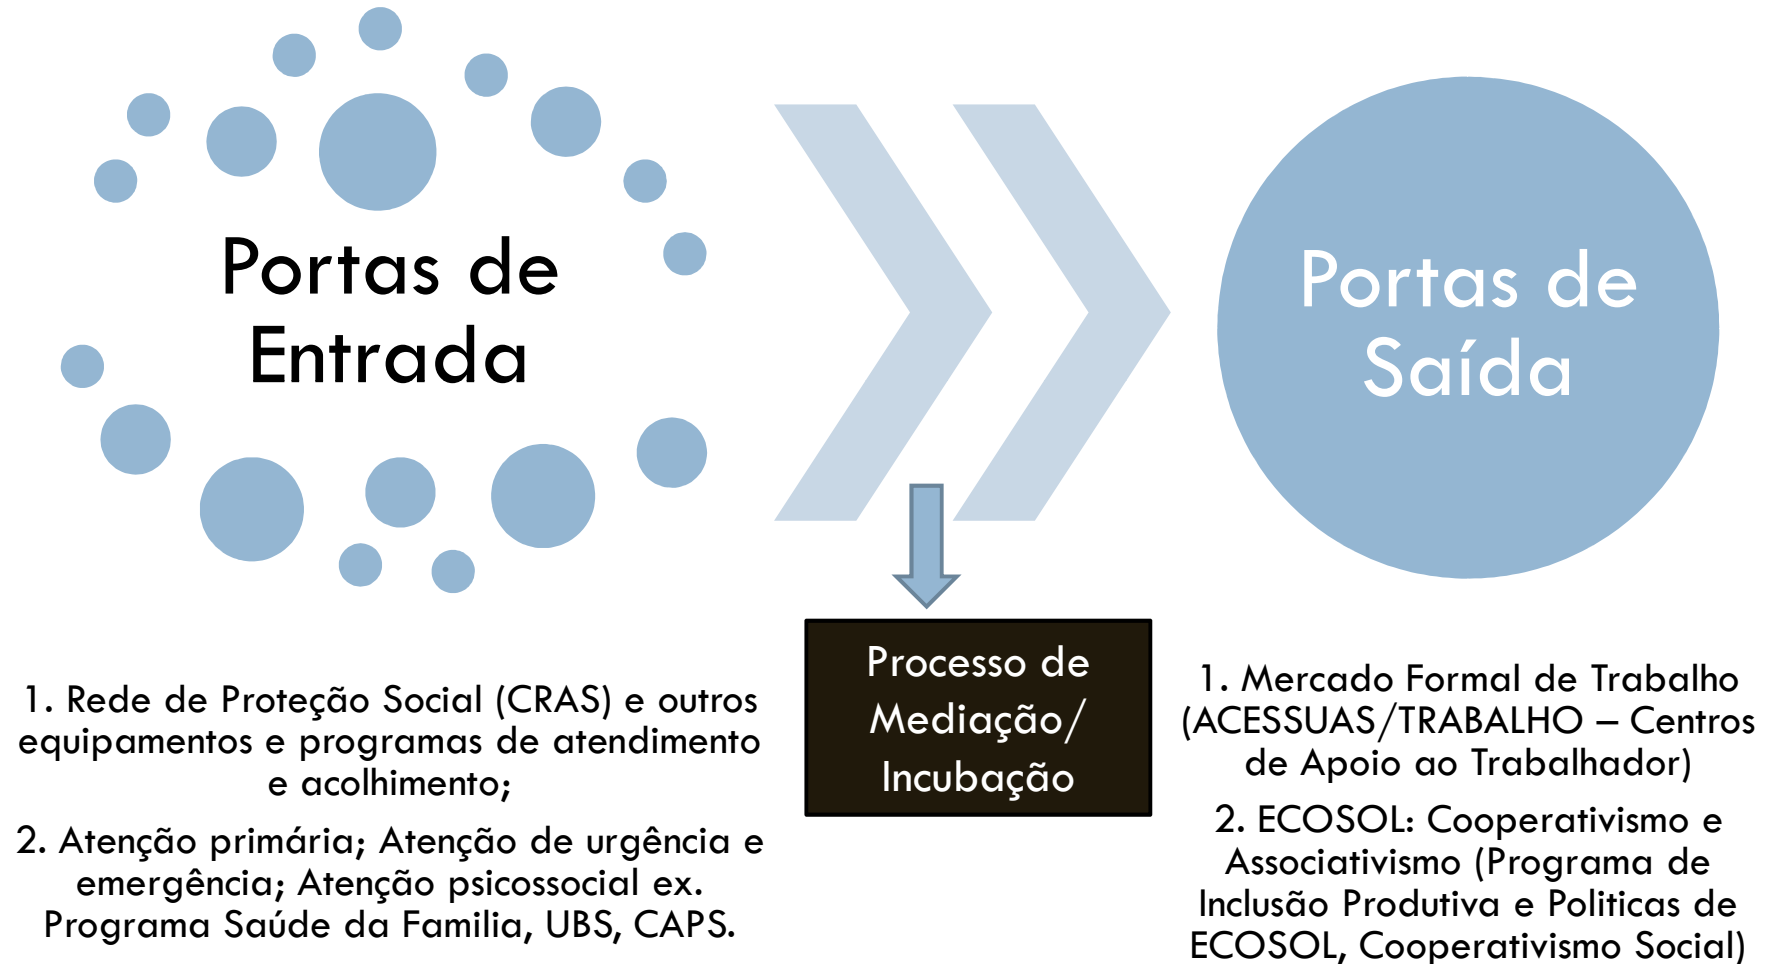 Portas de
Entrada
Portas de
Saída
Processo de
Mediação/
Incubação
1. Rede de Proteção Social (CRAS) e outros
equipamentos e programas de atendimento
e acolhimento;
2. Atenção primária; Atenção de urgência e
emergência; Atenção psicossocial ex.
Programa Saúde da Familia, UBS, CAPS.
1. Mercado Formal de Trabalho
(ACESSUAS/TRABALHO – Centros
de Apoio ao Trabalhador)
2. ECOSOL: Cooperativismo e
Associativismo (Programa de
Inclusão Produtiva e Politicas de
ECOSOL, Cooperativismo Social)